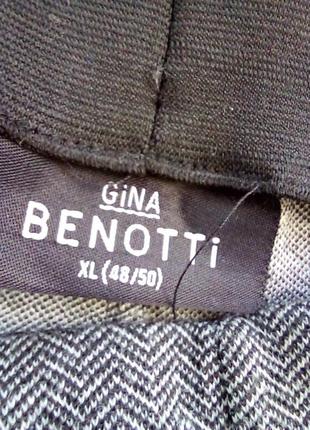 GiNA
BENOTTi
XL (48/50)